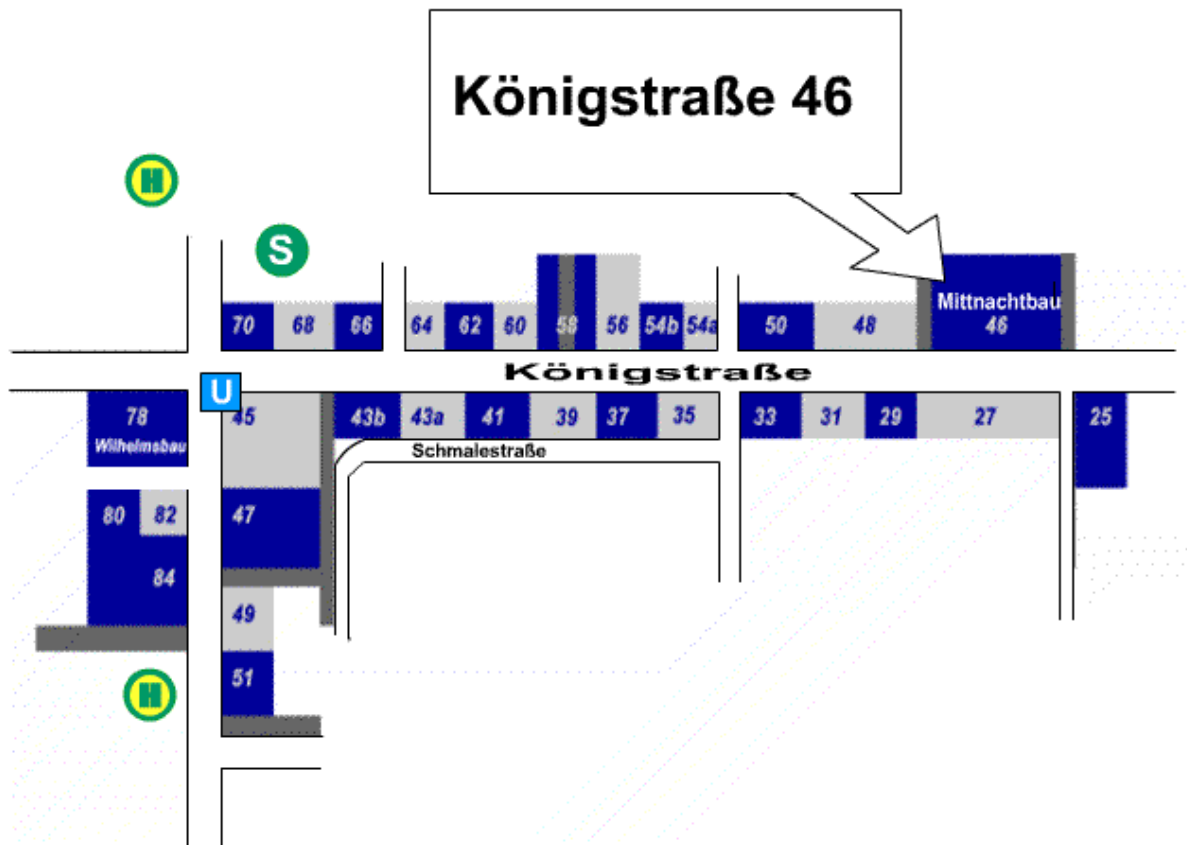 Königstraße 46
H
S
Mittnachtbau
70 68 66 64 62 60 58 56 54b 54a 50 48 46
Königstraße
U
78 45 43b 43a 41 39 37 35 33 31 29 27 25
Wilhelmsbau
Schmalestraße
80 82 47
84
49
51
H